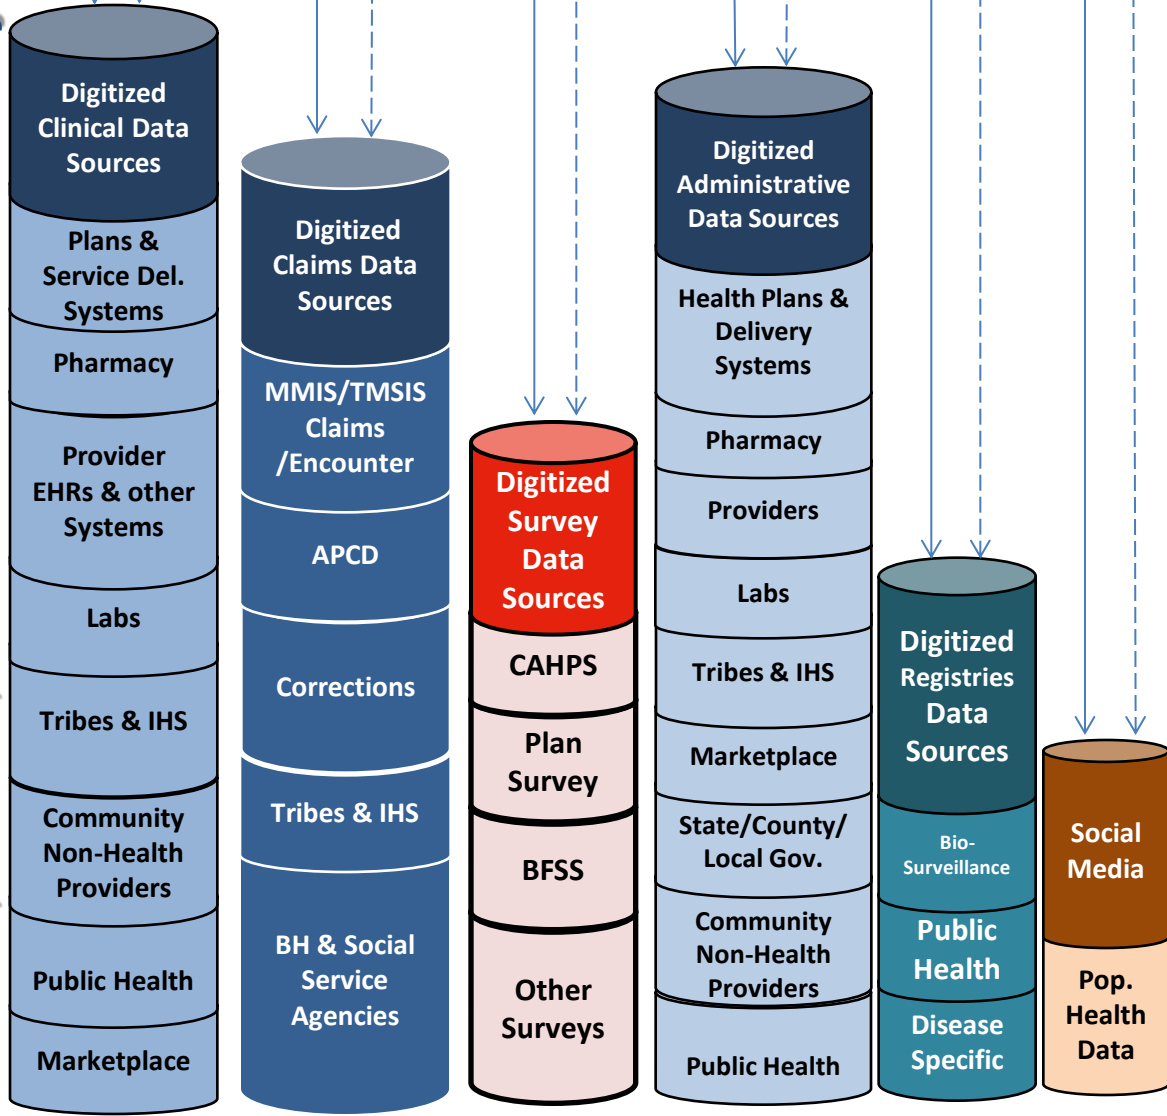 Digitized
Clinical Data
Sources
Plans &
Service Del.
Systems
Pharmacy
Provider
EHRs & other
Systems
Labs
Tribes & IHS
Community
Non-Health
Providers
Public Health
Marketplace
Digitized
Claims Data
Sources
MMIS/TMSIS
Claims
/Encounter
APCD
Corrections
Tribes & IHS
BH & Social
Service
Agencies
Digitized
Survey
Data
Sources
CAHPS
Plan
Survey
BFSS
Other
Surveys
Digitized
Administrative
Data Sources
Health Plans &
Delivery
Systems
Pharmacy
Providers
Labs
Tribes & IHS
Marketplace
State/County/
Local Gov.
Community
Non-Health
Providers
Public Health
Digitized
Registries
Data
Sources
Bio-
Surveillance
Public
Health
Disease
Specific
Social
Media
Pop.
Health
Data